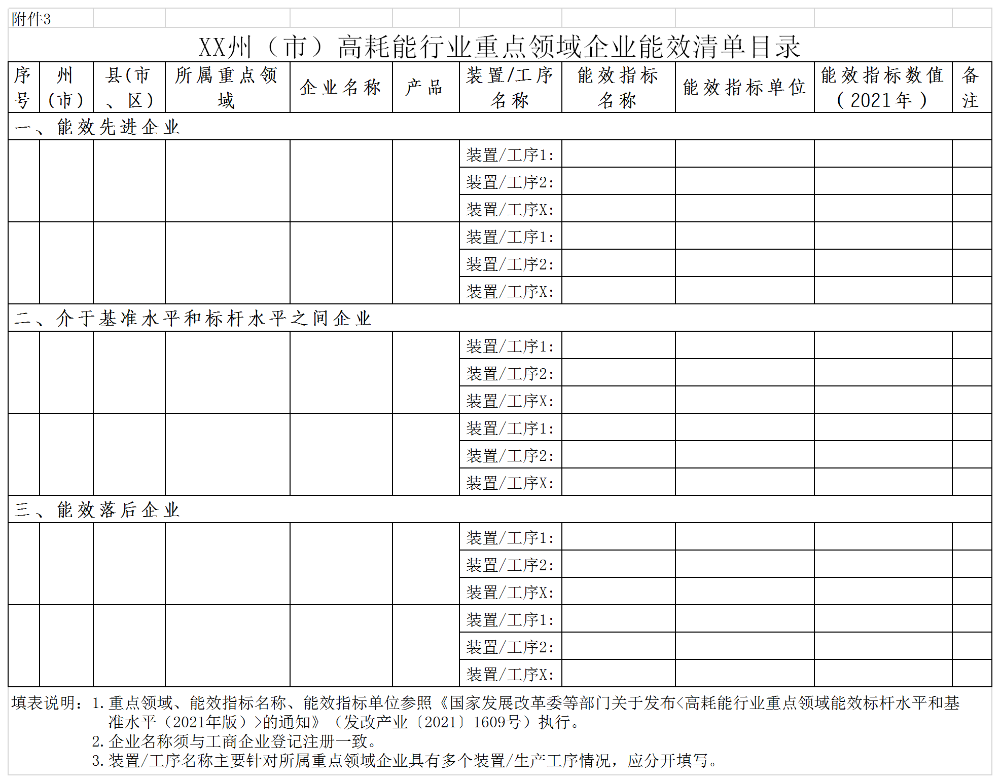 附件3
XX州（市）高耗能行业重点领域企业能效清单目录
序号 州(市) 县(市、区) 所属重点领域 企业名称 产品 装置/工序名称 能效指标名称 能效指标单位 能效指标数值（2021年） 备注
一、能效先进企业
装置/工序1:
装置/工序2:
装置/工序X:
装置/工序1:
装置/工序2:
装置/工序X:
二、介于基准水平和标杆水平之间企业
装置/工序1:
装置/工序2:
装置/工序X:
装置/工序1:
装置/工序2:
装置/工序X:
三、能效落后企业
装置/工序1:
装置/工序2:
装置/工序X:
装置/工序1:
装置/工序2:
装置/工序X:
填表说明：1.重点领域、能效指标名称、能效指标单位参照《国家发展改革委等部门关于发布<高耗能行业重点领域能效标杆水平和基
准水平（2021年版）>的通知》（发改产业〔2021〕1609号）执行。
2.企业名称须与工商企业登记注册一致。
3.装置/工序名称主要针对所属重点领域企业具有多个装置/生产工序情况，应分开填写。